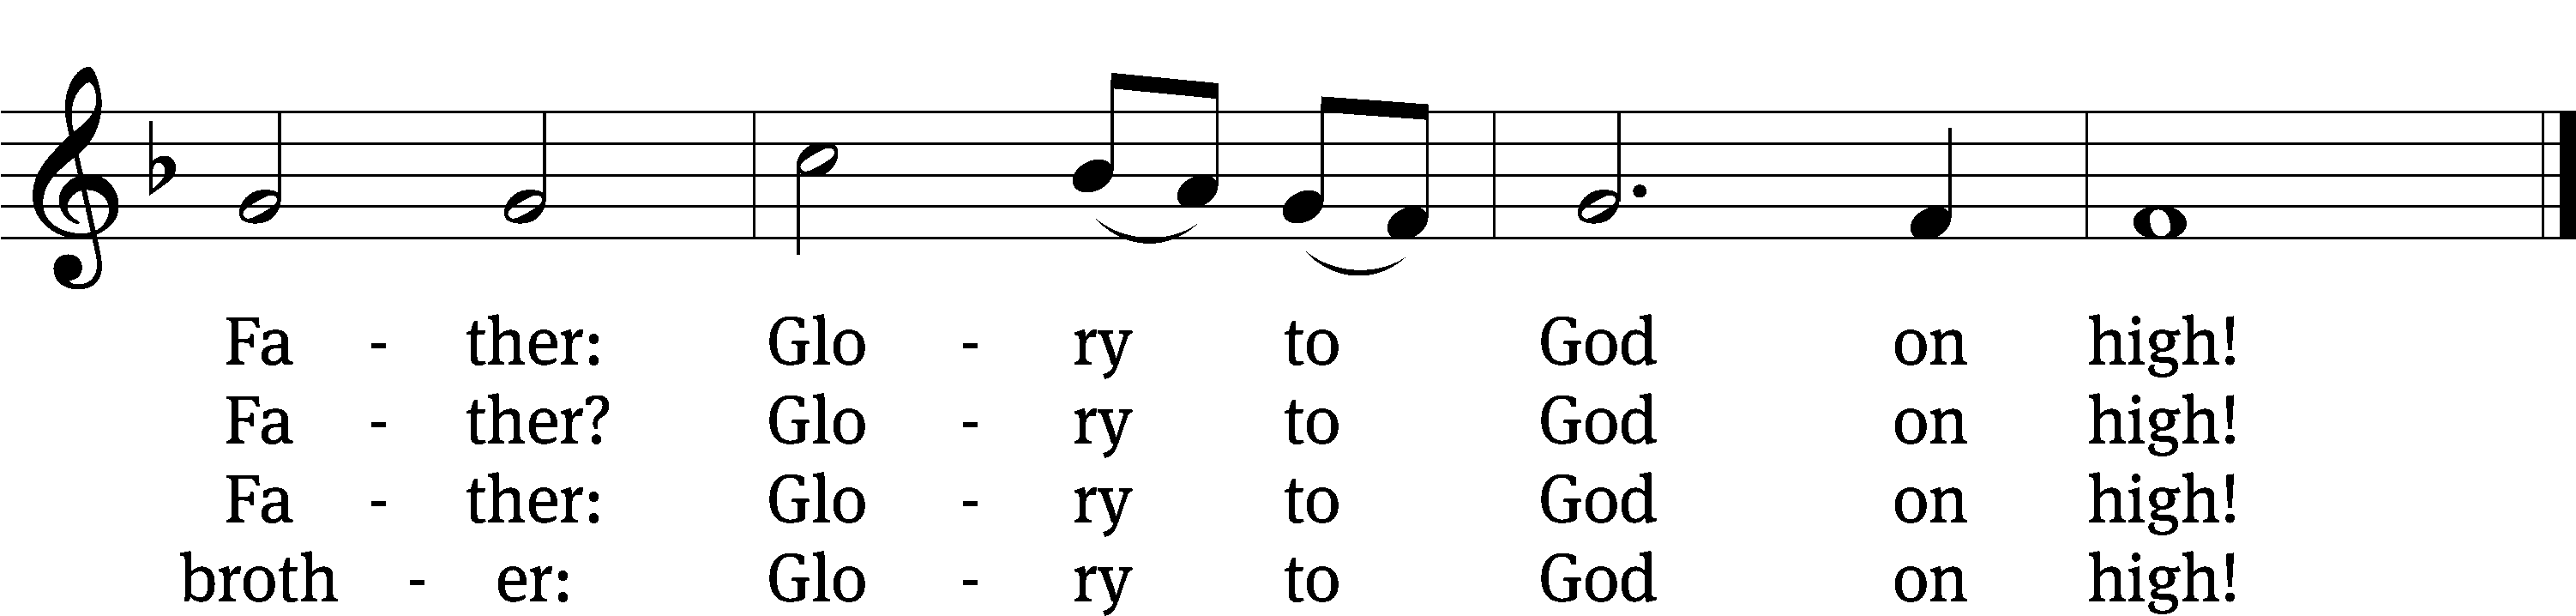 Fa - ther: Glo - ry to God on high!
Fa - ther? Glo - ry to God on high!
Fa - ther: Glo - ry to God on high!
broth - er: Glo - ry to God on high!